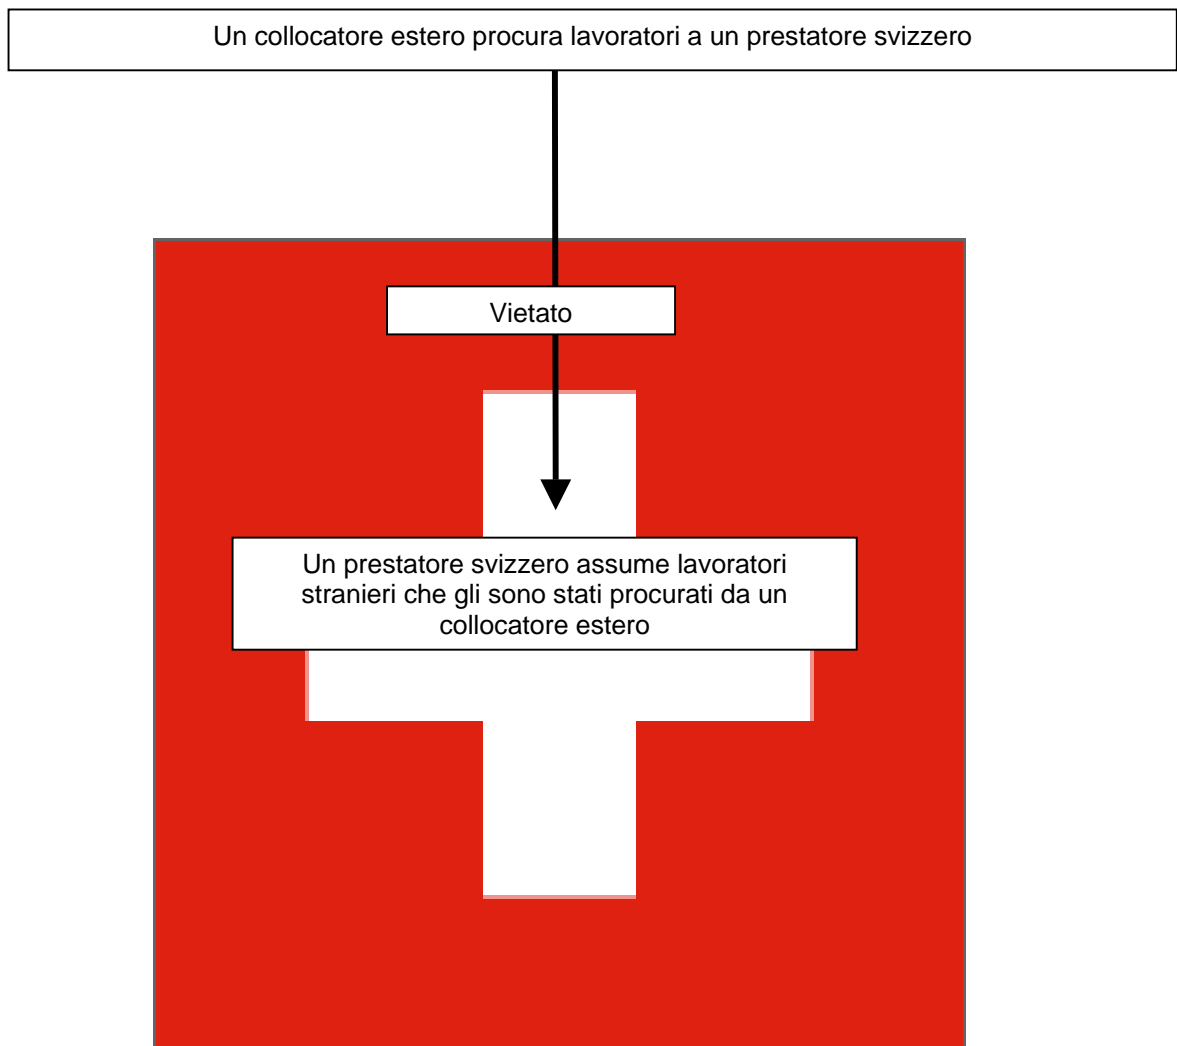 Un collocatore estero procura lavoratori a un prestatore svizzero
Vietato
Un prestatore svizzero assume lavoratori
stranieri che gli sono stati procurati da un
collocatore estero